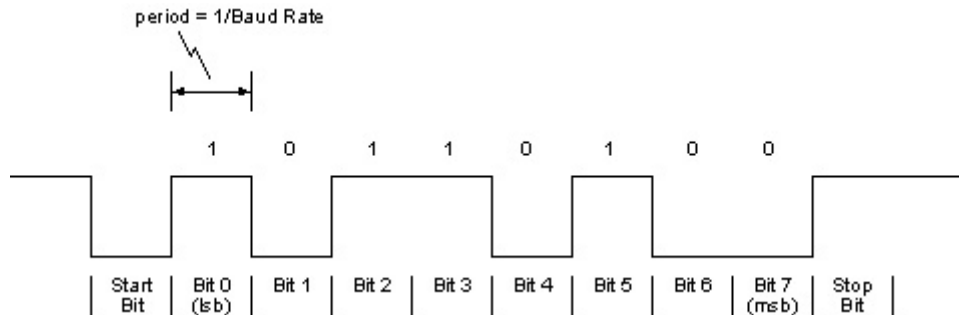 period = 1/Baud Rate
1 0 1 1 0 1 0 0
Start Bit 0 Bit 1 Bit 2 Bit 3 Bit 4 Bit 5 Bit 6 Bit 7 Stop
Bit (lsb) (msb) Bit